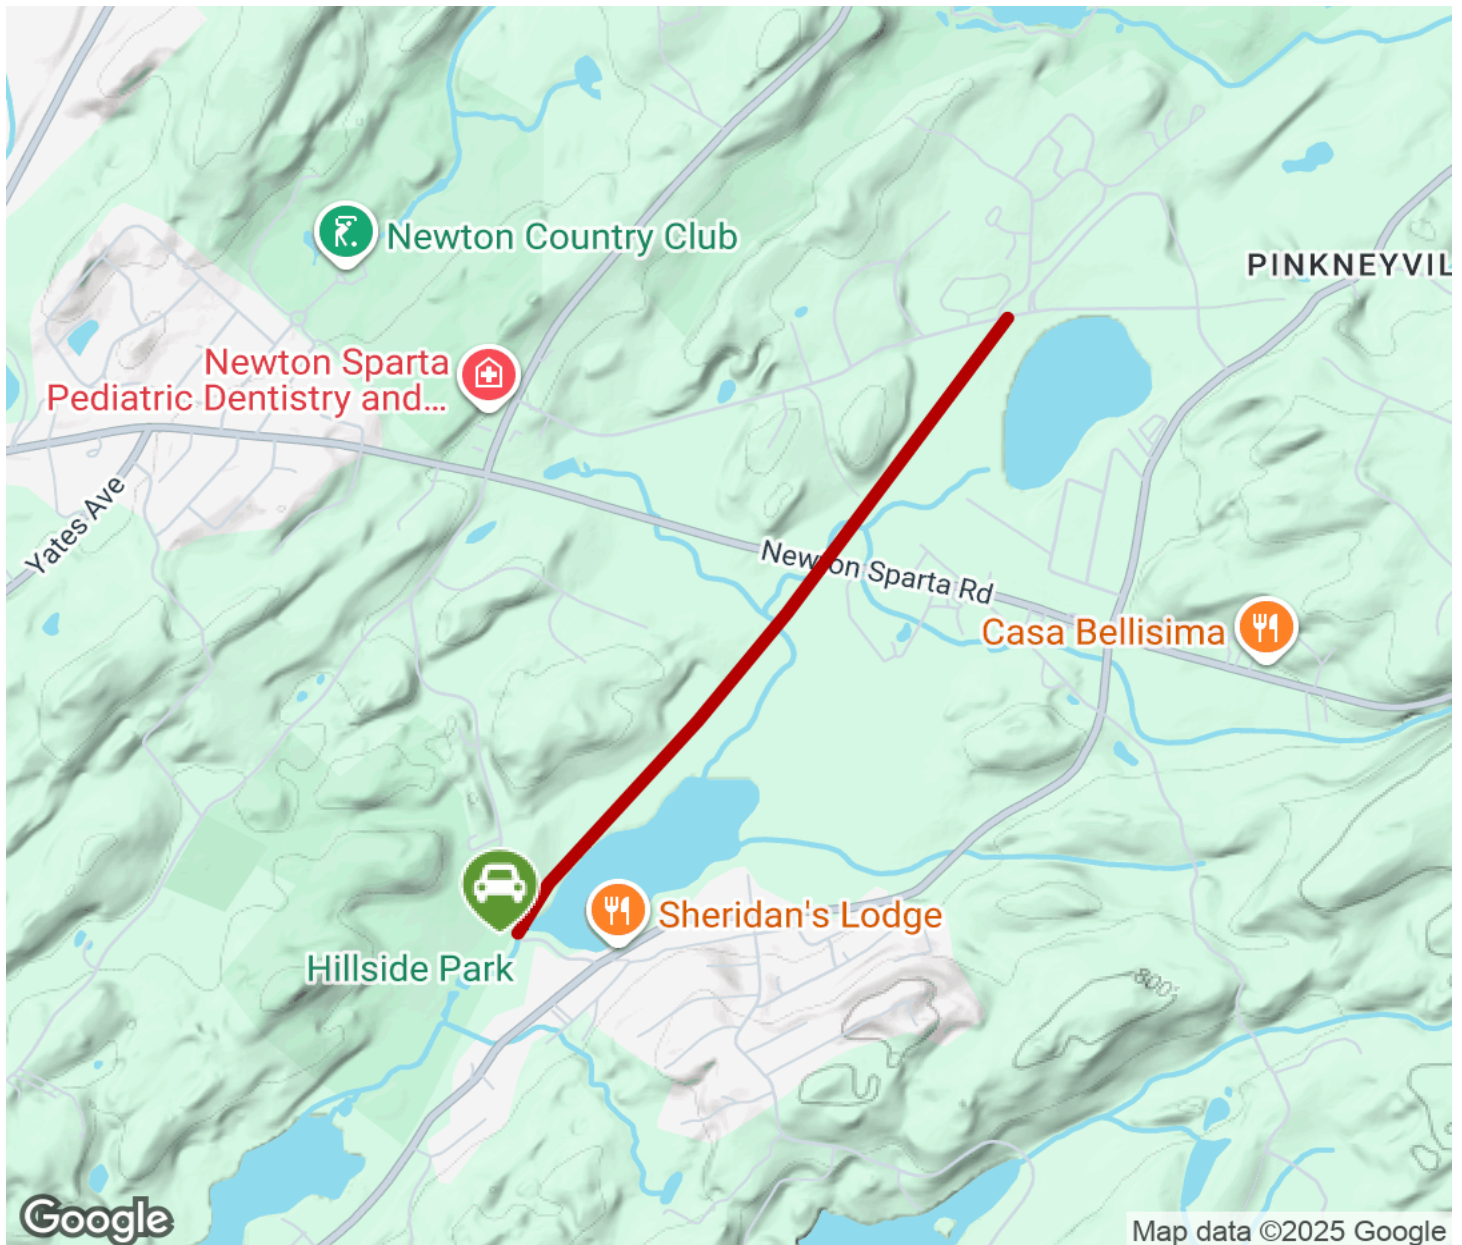 Newton Country Club
PINKNEYVIL
Newton Sparta
Pediatric Dentistry and...
Yates Ave
Newton Sparta Rd
Casa Bellisima
Sheridan's Lodge
Hillside Park
800'
Google
Map data ©2025 Google